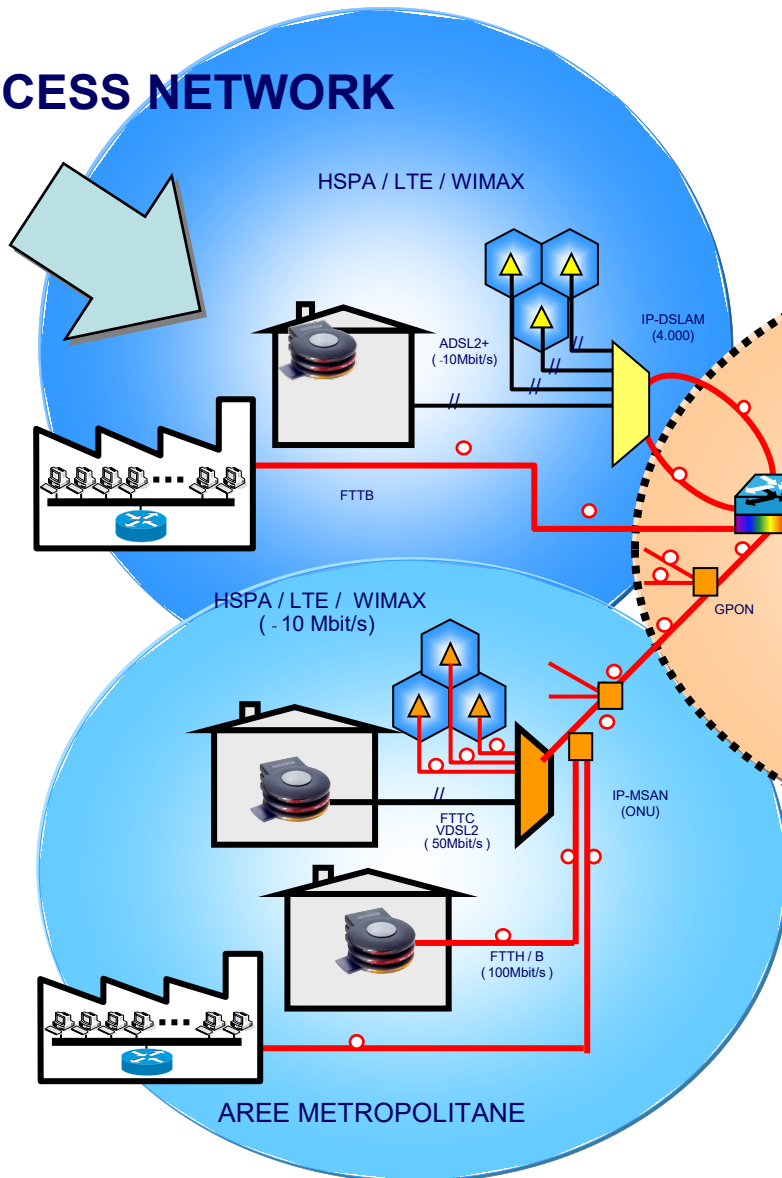 CESS NETWORK
HSPA / LTE / WIMAX
IP-DSLAM
(4.000)
ADSL2+
( -10Mbit/s)
FTTB
HSPA / LTE / WIMAX
( - 10 Mbit/s)
GPON
IP-MSAN
(ONU)
FTTC
VDSL2
( 50Mbit/s )
FTTH / B
( 100Mbit/s )
AREE METROPOLITANE